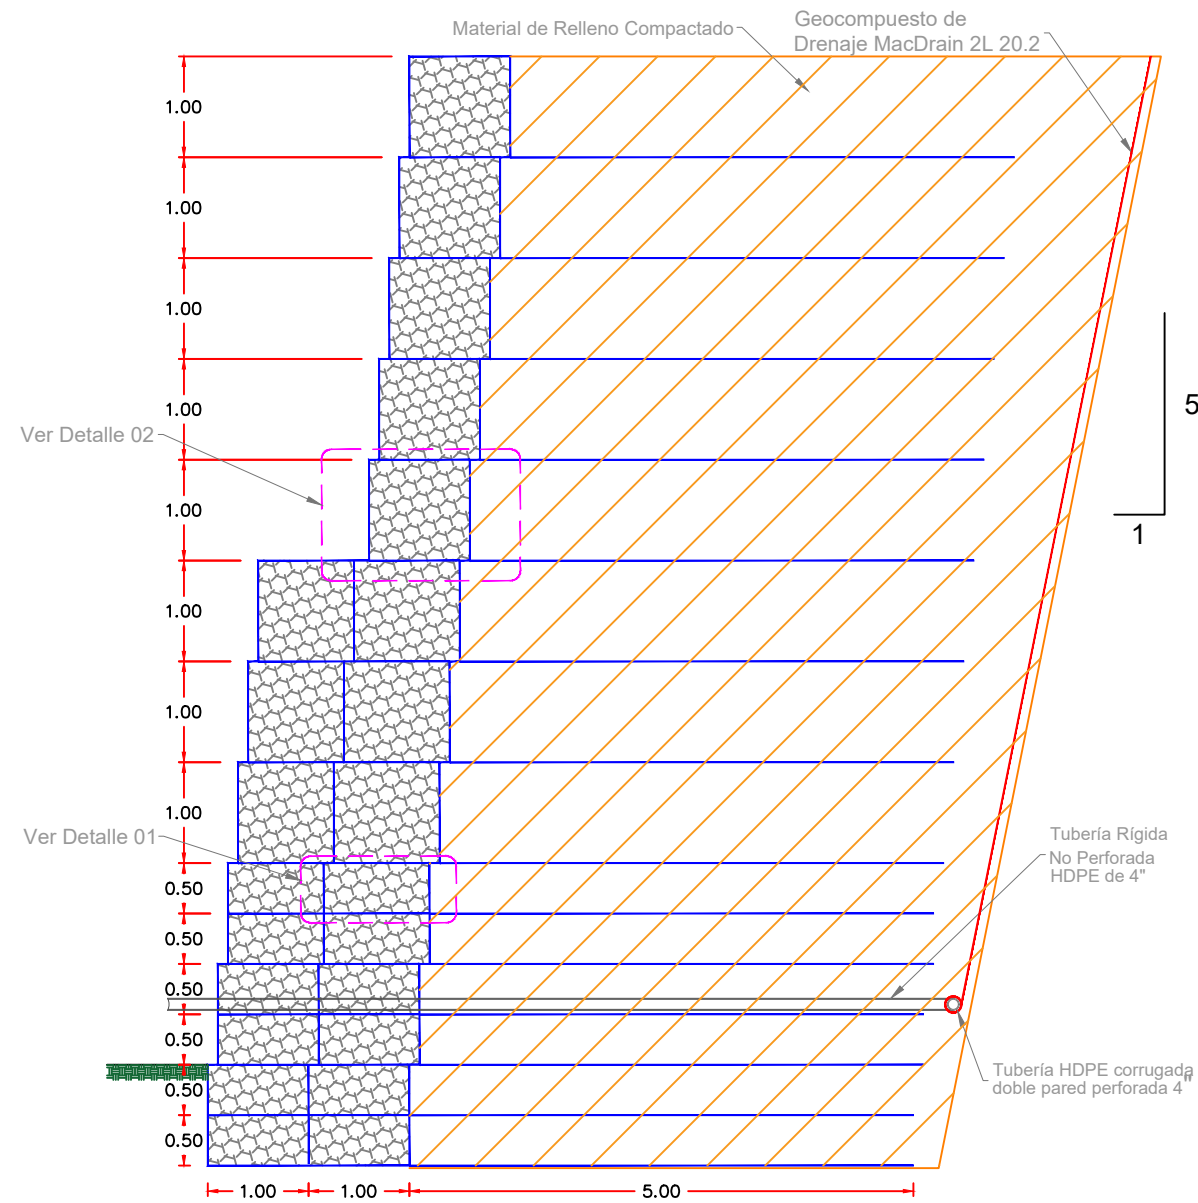 Material de Relleno Compactado
Geocompuesto de
Drenaje MacDrain 2L 20.2
1.00
1.00
1.00
1.00
5
Ver Detalle 02
1.00
1
1.00
1.00
1.00
Ver Detalle 01
Tubería Rígida
No Perforada
HDPE de 4"
0.50
0.50
0.50
0.50
Tubería HDPE corrugada
doble pared perforada 4"
0.50
0.50
1.00
1.00
5.00